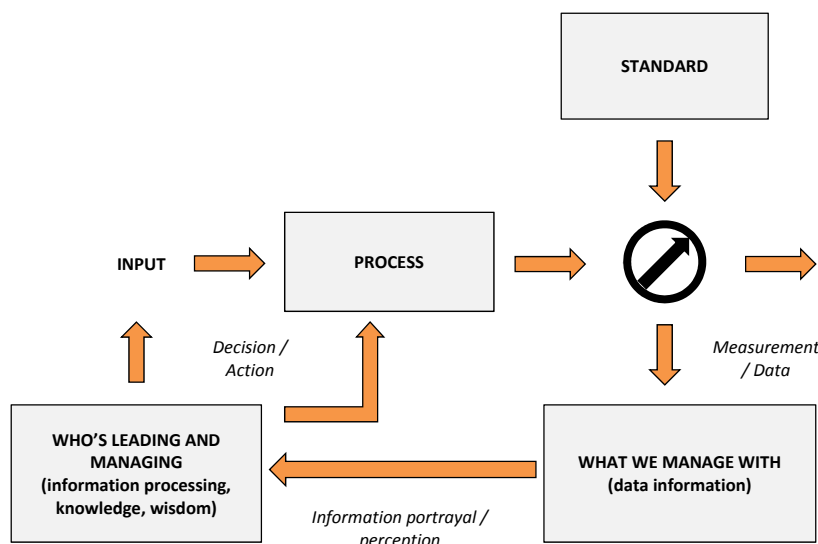 STANDARD
INPUT
PROCESS
Decision /
Action
Measurement
/ Data
WHO'S LEADING AND
MANAGING
(information processing,
knowledge, wisdom)
WHAT WE MANAGE WITH
(data information)
Information portrayal /
perception